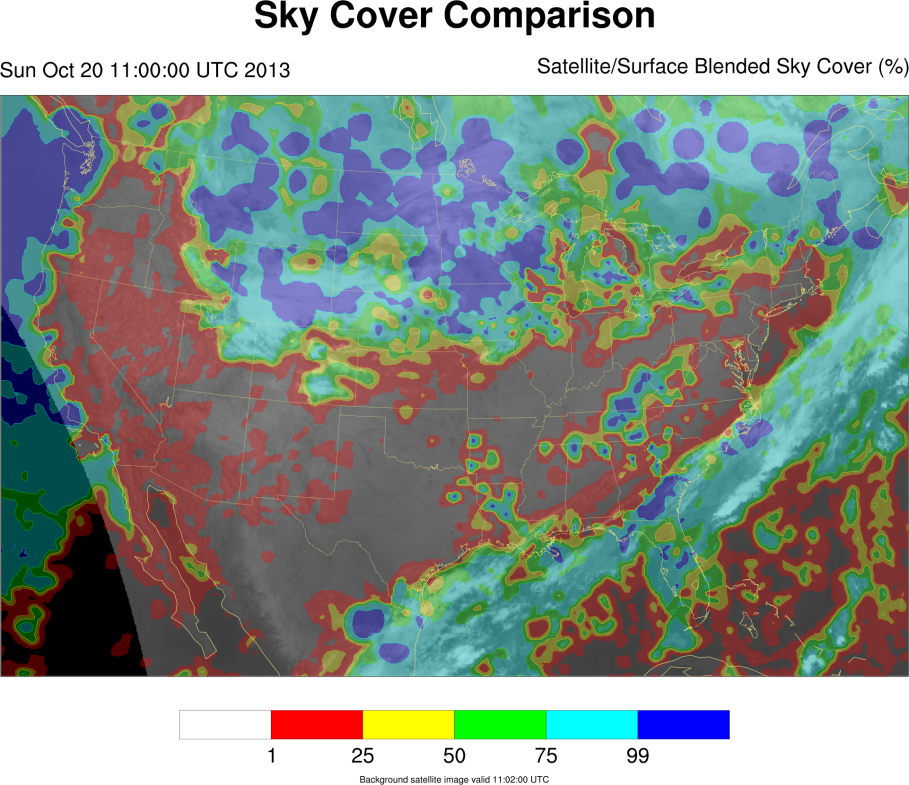 Sky Cover Comparison
Sun Oct 20 11:00:00 UTC 2013
Satellite/Surface Blended Sky Cover (%)
1 25 50 75 99
Background satellite image valid 11:02:00 UTC